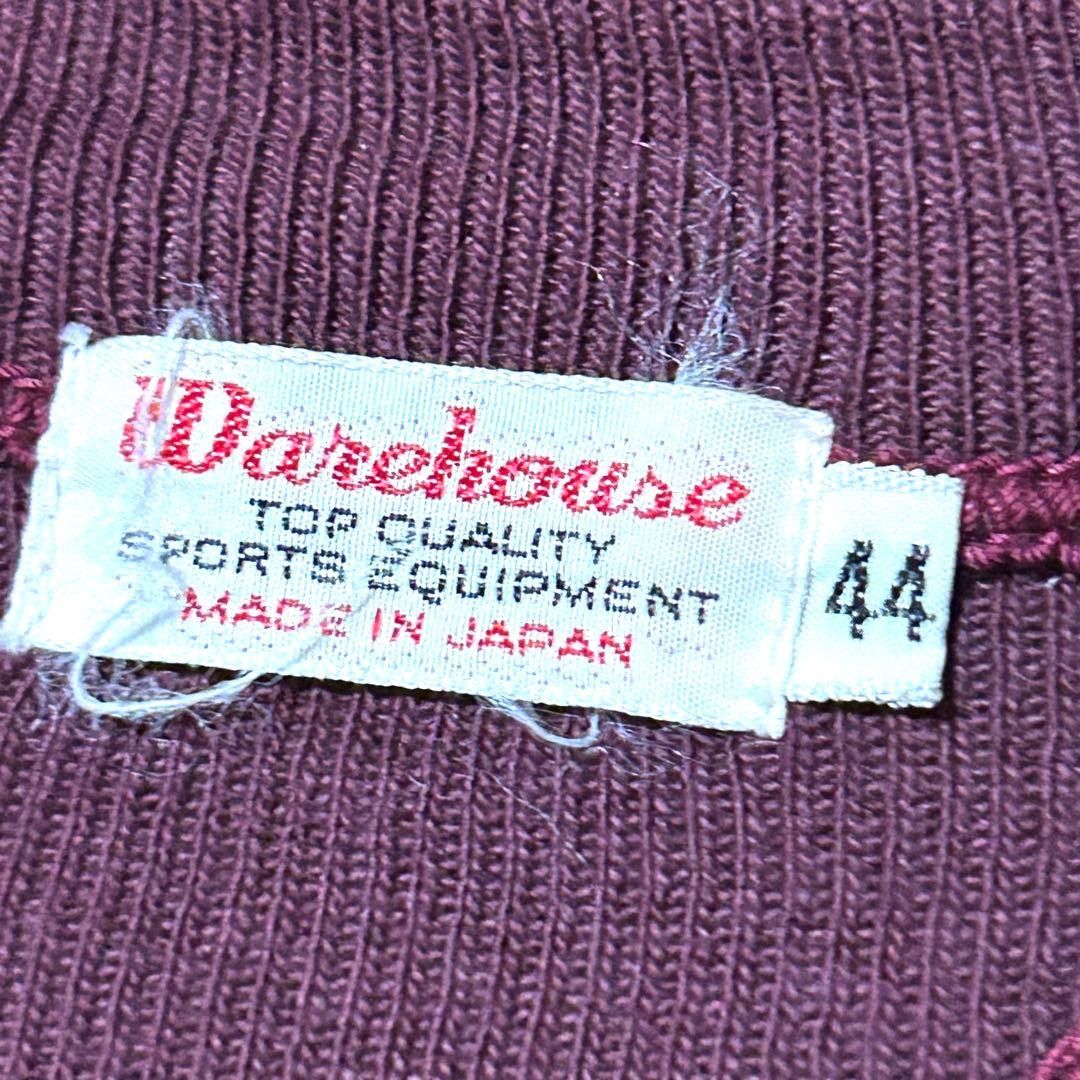 Warehouse
TOP QUALITY
SPORTS EQUIPMENT
MADE IN JAPAN
44